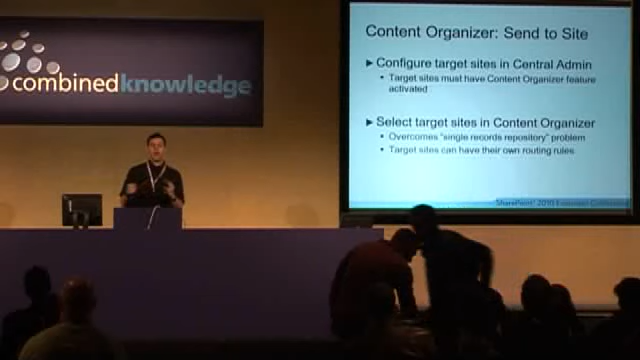 combinedknowledge
Content Organizer: Send to Site
Configure target sites in Central Admin
Target sites must have Content Organizer feature
activated
Select target sites in Content Organizer
Overcomes "single records repository" problem
Target sites can have their own routing rules
SharePoint 2010